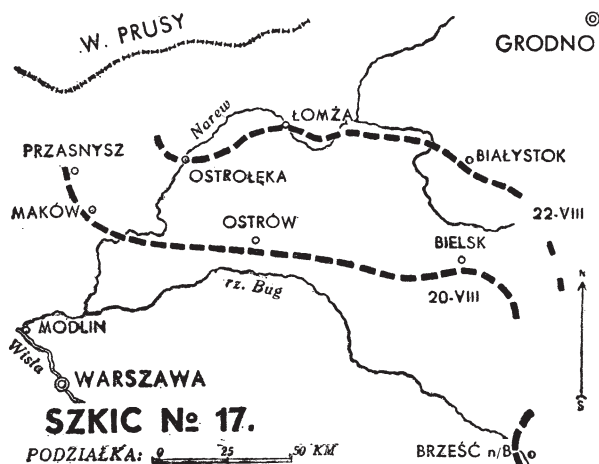 W. PRUSY
GRODNO
Narew
ŁOMŻA
PRZASNYSZ
BIAŁYSTOK
OSTROŁĘKA
MAKÓW
OSTRÓW
22-VIII
BIELSK
N
rz. Bug
20-VIII
MODLIN
Wisła
WARSZAWA
S
SZKIC № 17.
PODZIAŁKA: 0 25 50 KM
BRZEŚĆ n/B